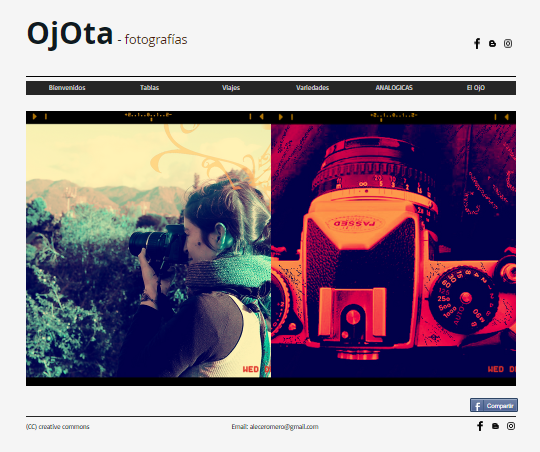 OjOta - fotografías
Bienvenidos Tablas Viajes Variedades ANALOGICAS El OjO
PASSED
WED WED
Compartir
(CC) creative commons Email: aleceromero@gmail.com